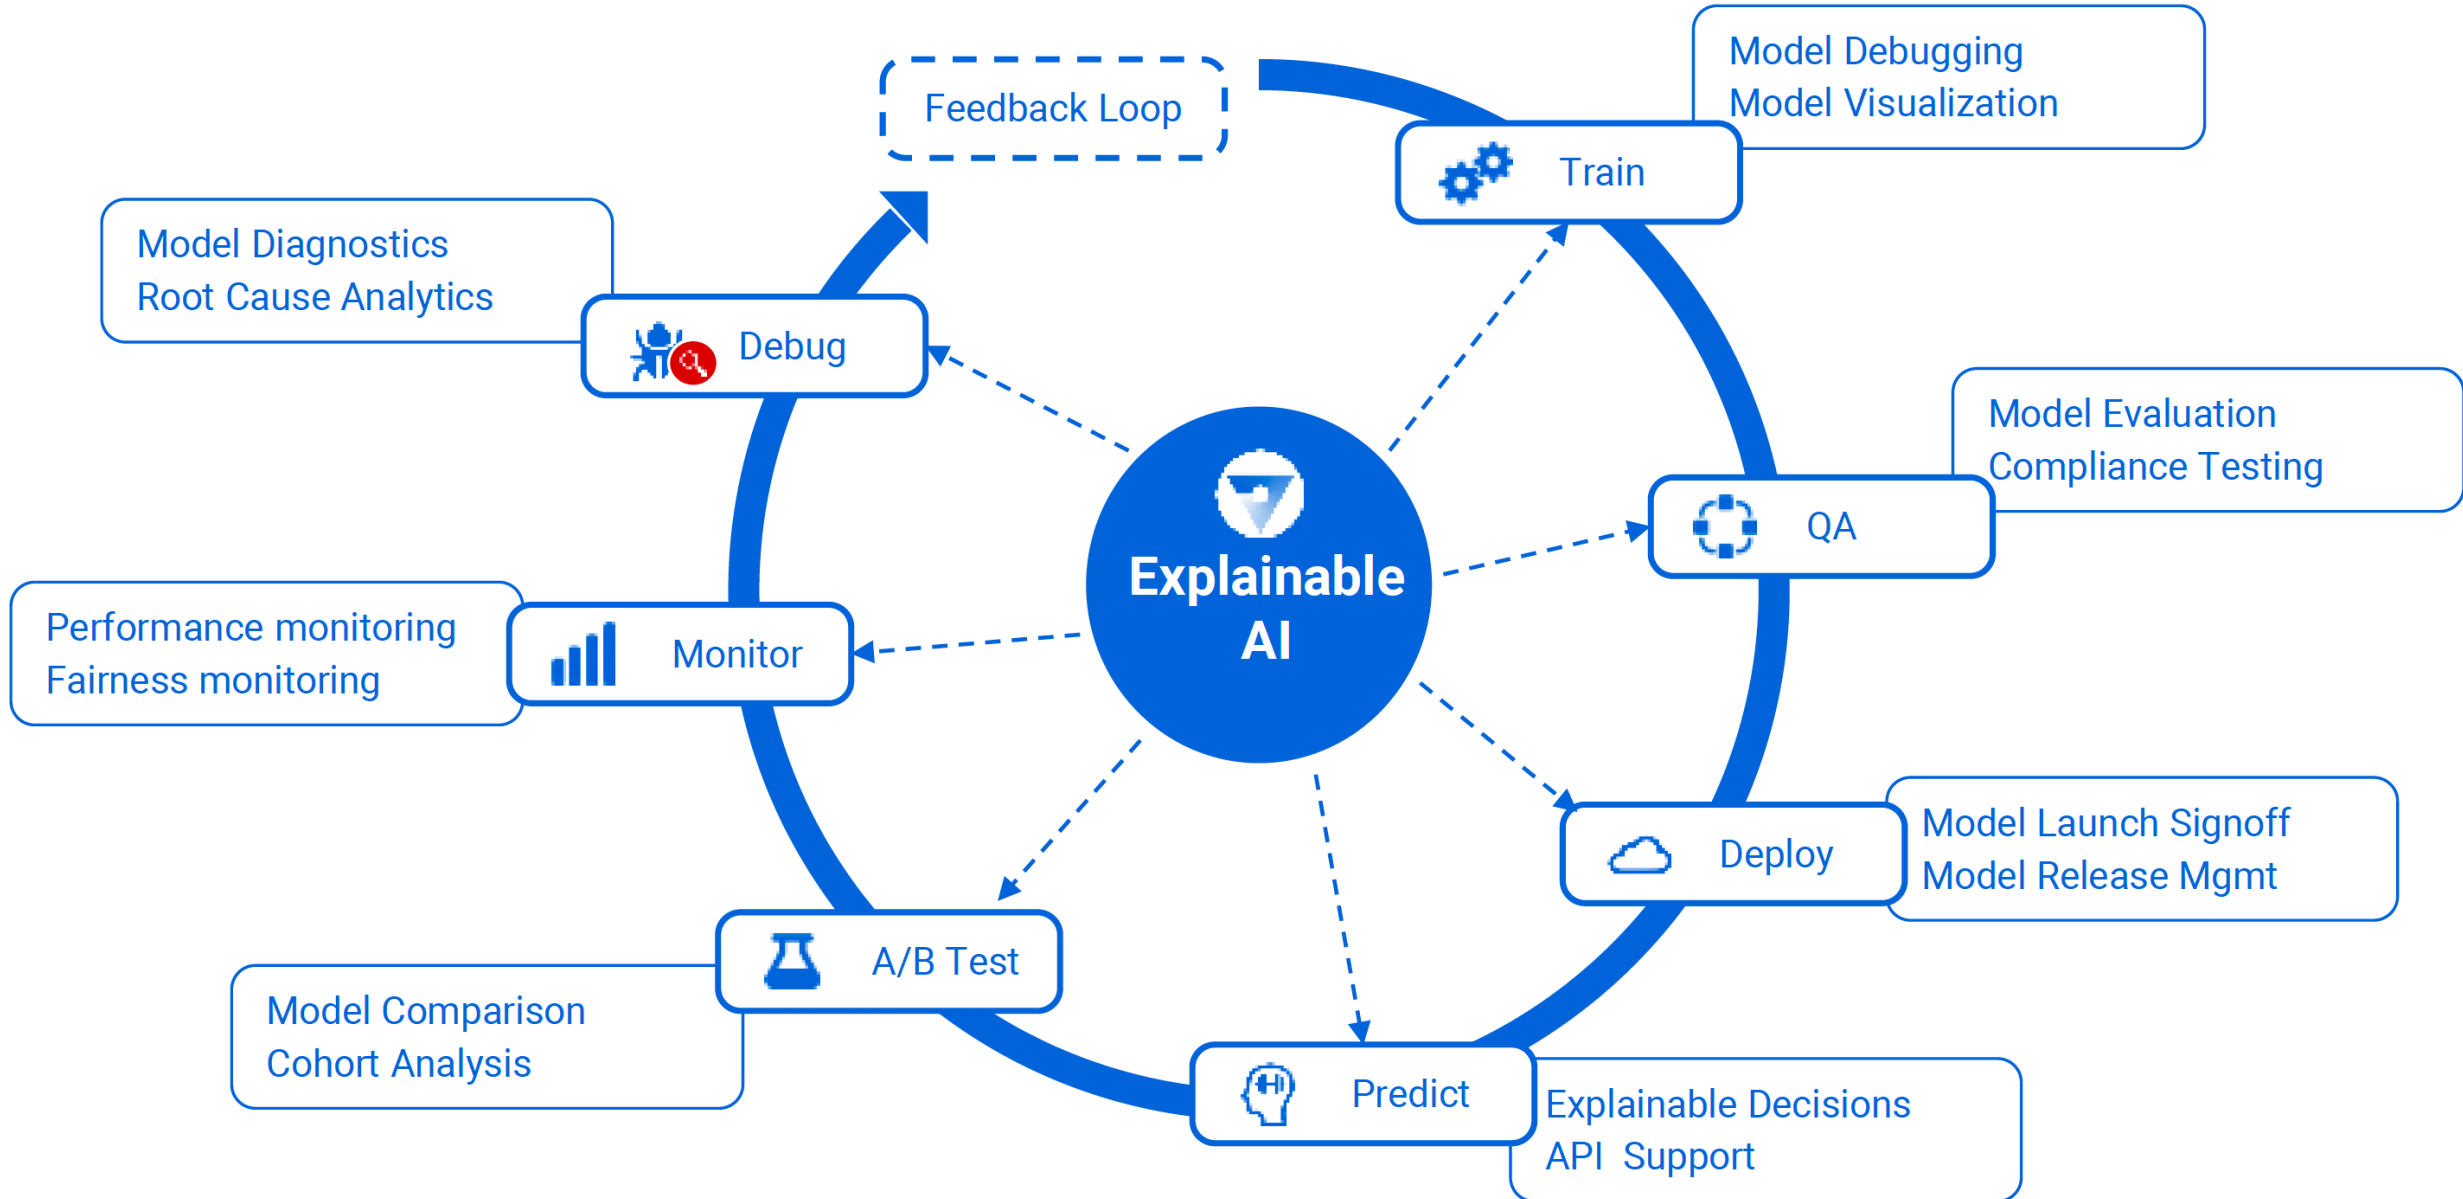 Feedback Loop
Model Debugging
Model Visualization
Train
Model Evaluation
Compliance Testing
QA
Model Launch Signoff
Model Release Mgmt
Deploy
Explainable Decisions
API  Support
Predict
A/B Test
Model Comparison
Cohort Analysis
Monitor
Performance monitoring
Fairness monitoring
Debug
Model Diagnostics
Root Cause Analytics
Explainable
AI